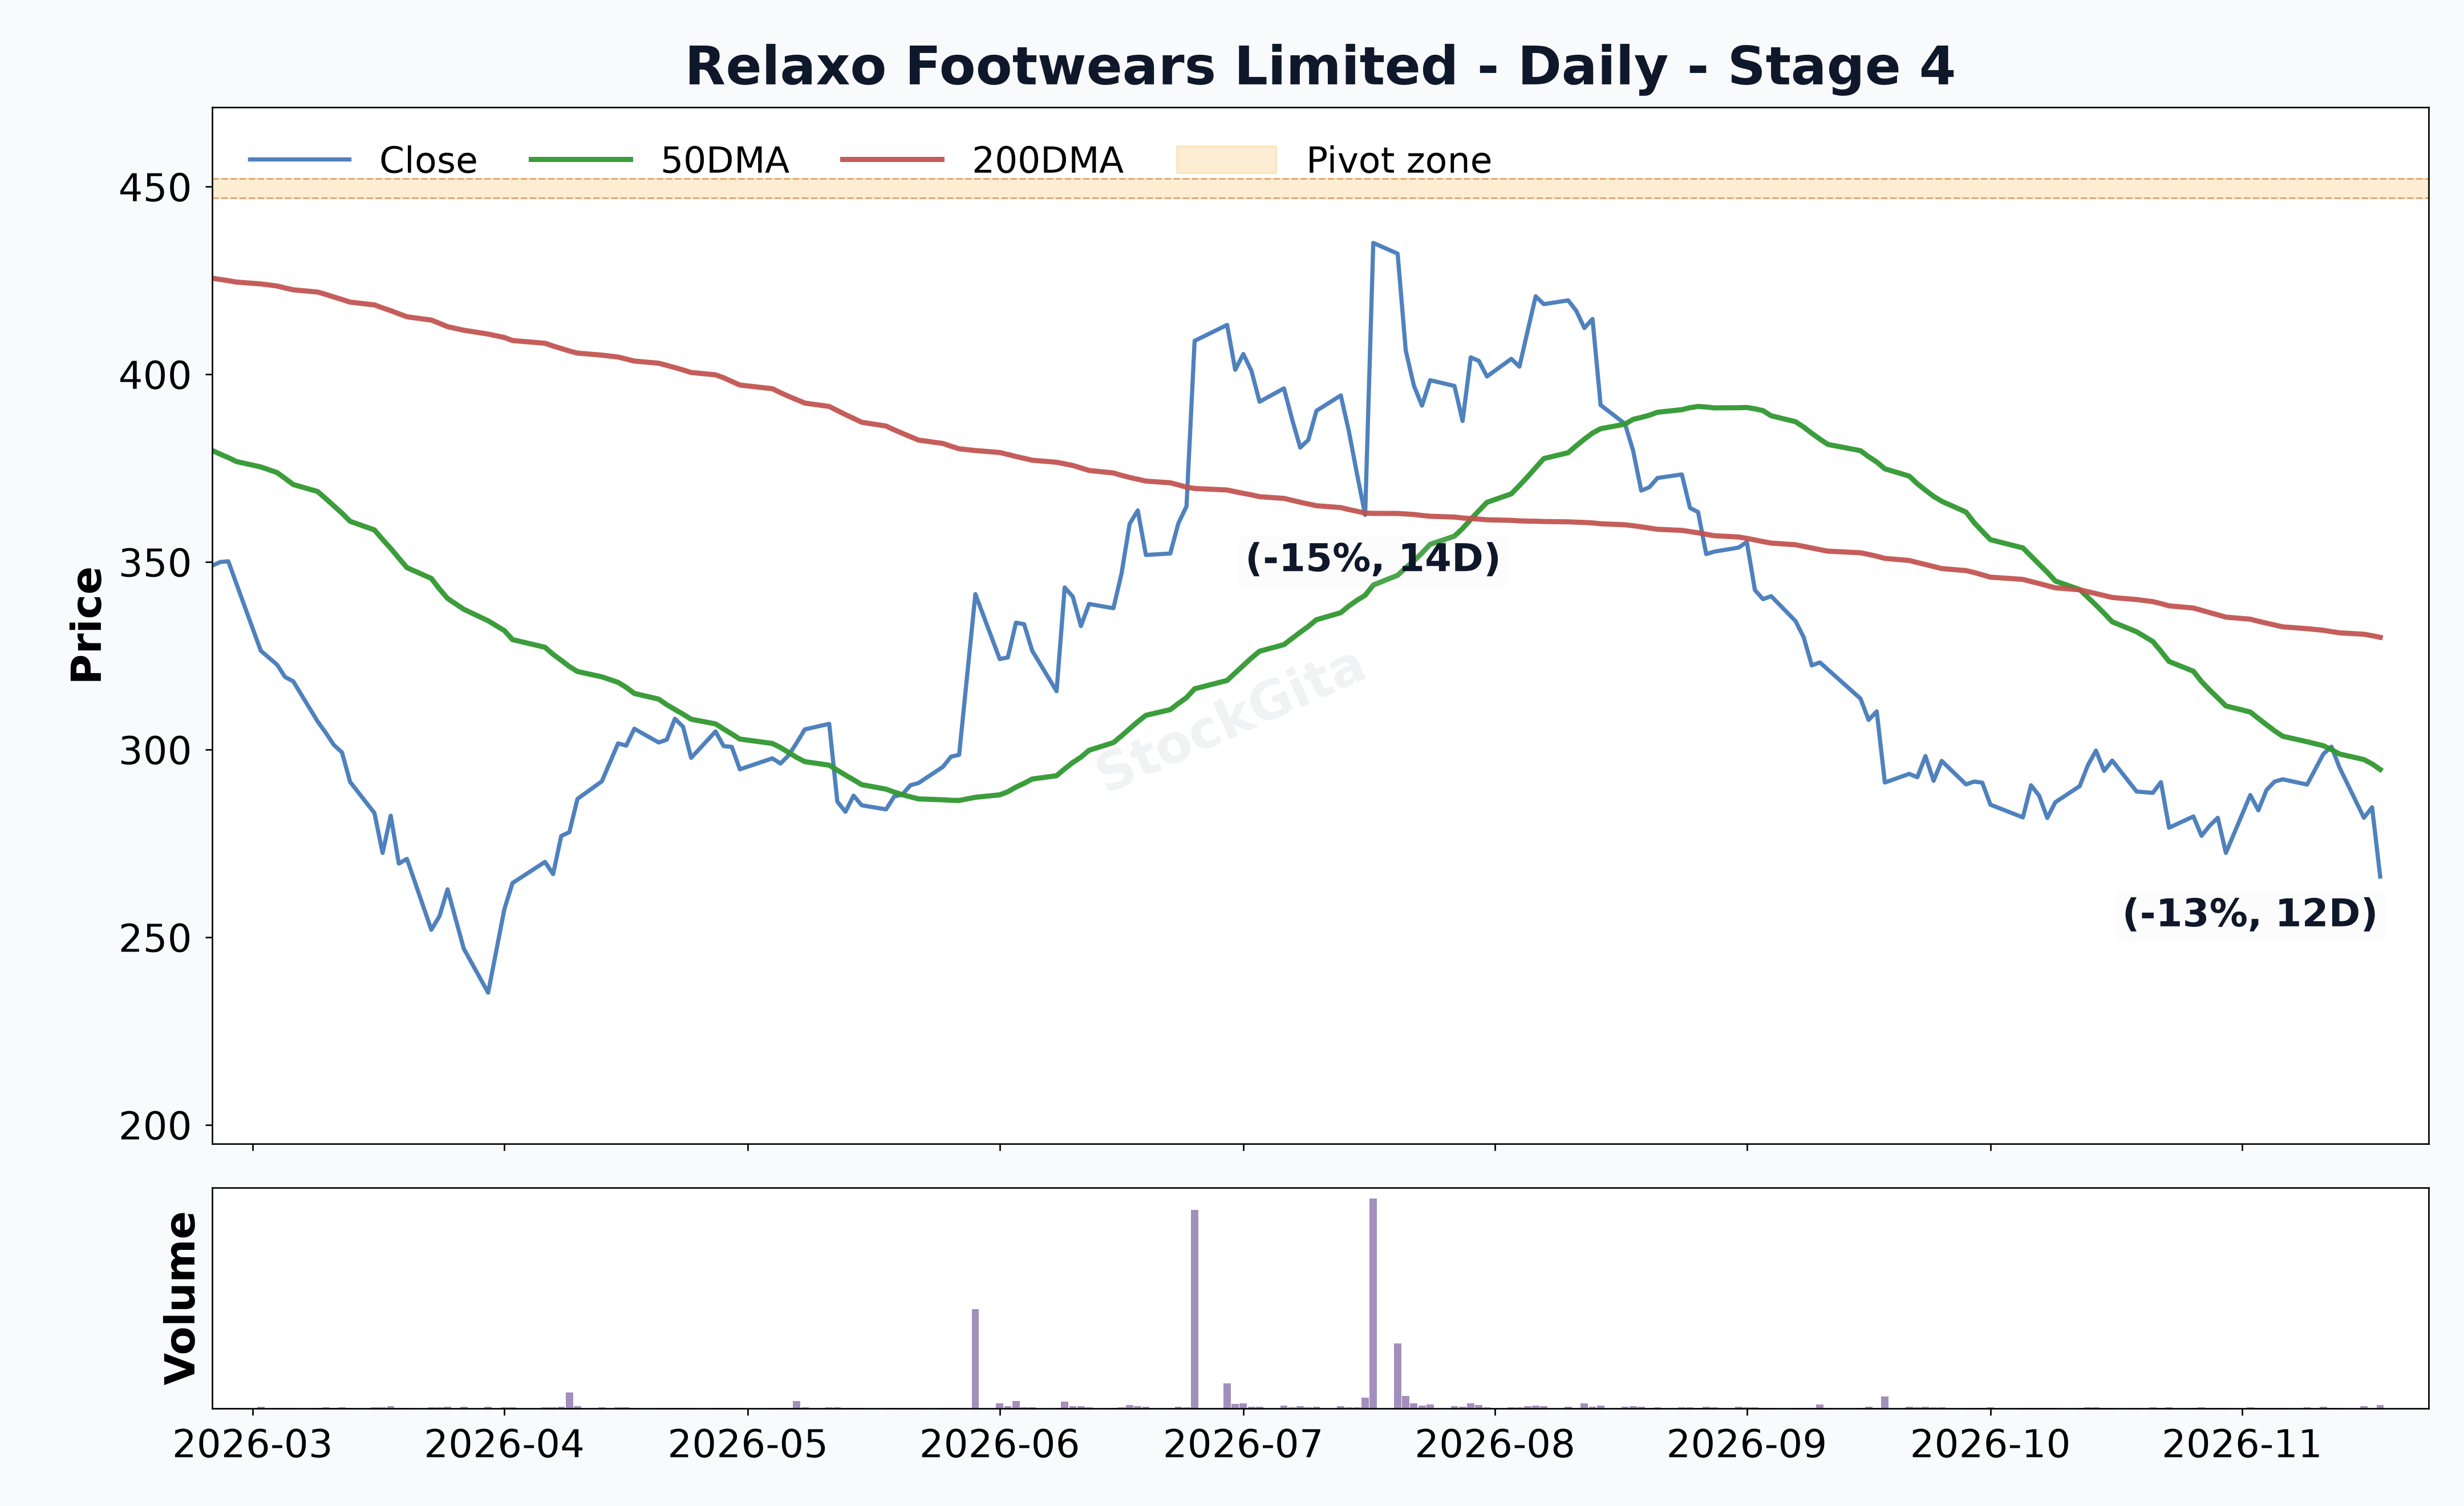 Relaxo Footwears Limited - Daily - Stage 4
Close 50DMA 200DMA Pivot zone
450
400
350
300
250
200
Price
(-15%, 14D)
(-13%, 12D)
StockGita
Volume
2026-03 2026-04 2026-05 2026-06 2026-07 2026-08 2026-09 2026-10 2026-11